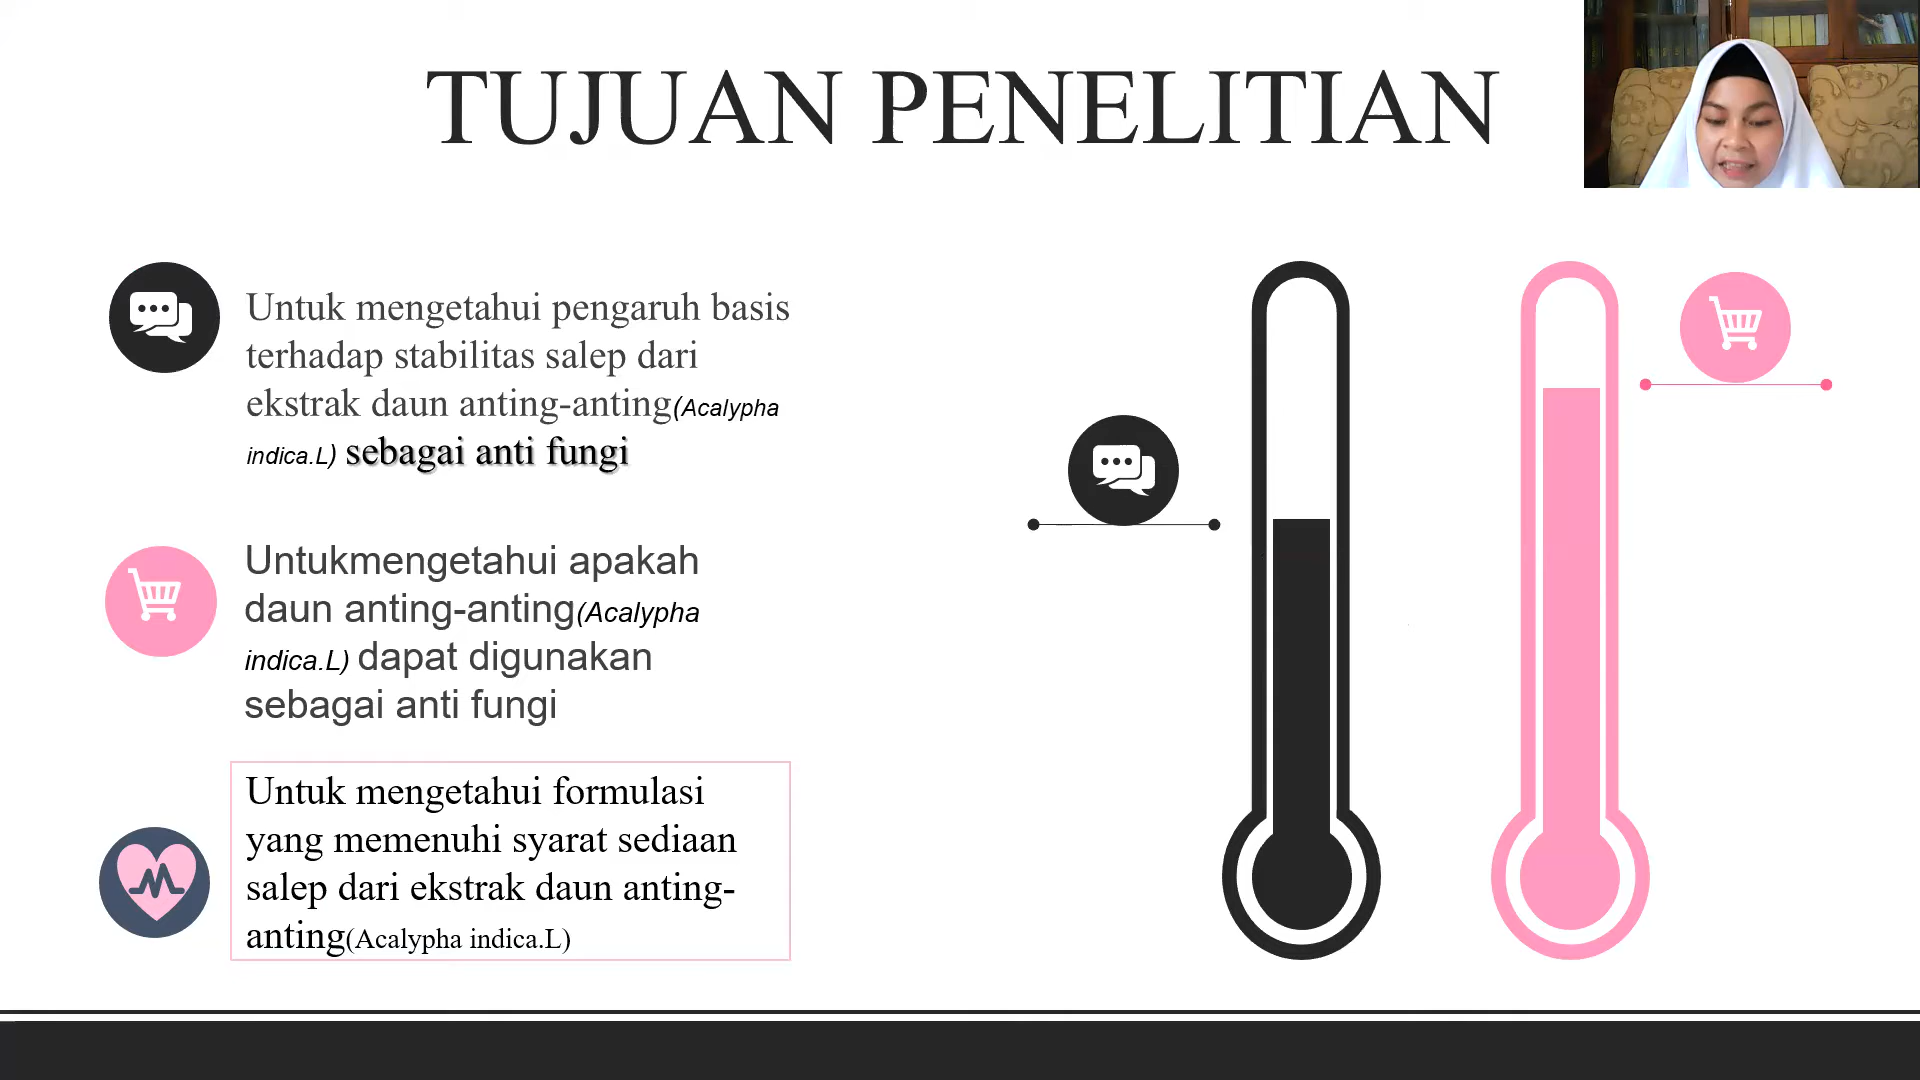 TUJUAN PENELITIAN
Untuk mengetahui pengaruh basis
terhadap stabilitas salep dari
ekstrak daun anting-anting(Acalypha
indica.L) sebagai anti fungi
Untukmengetahui apakah
daun anting-anting(Acalypha
indica.L) dapat digunakan
sebagai anti fungi
Untuk mengetahui formulasi
yang memenuhi syarat sediaan
salep dari ekstrak daun anting-
anting(Acalypha indica.L)